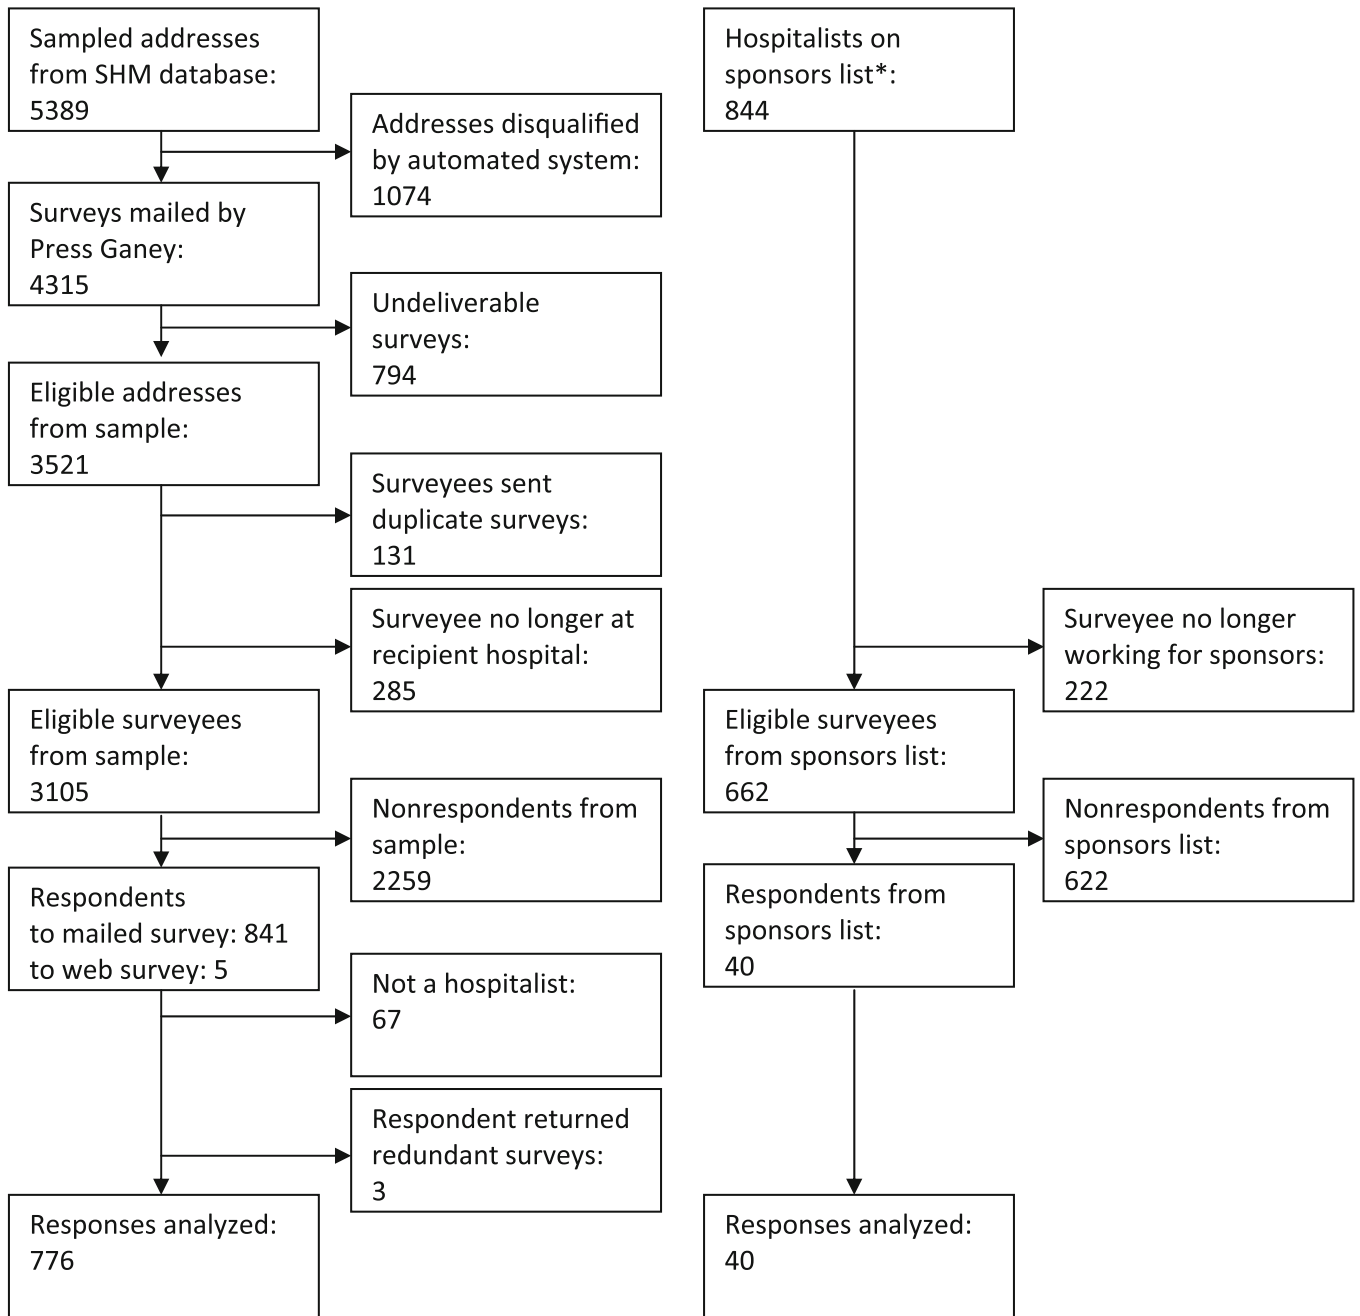 Sampled addresses
from SHM database:
5389
Addresses disqualified
by automated system:
1074
Surveys mailed by
Press Ganey:
4315
Undeliverable
surveys:
794
Eligible addresses
from sample:
3521
Surveyees sent
duplicate surveys:
131
Surveyee no longer at
recipient hospital:
285
Eligible surveyees
from sample:
3105
Nonrespondents from
sample:
2259
Respondents
to mailed survey: 841
to web survey: 5
Not a hospitalist:
67
Respondent returned
redundant surveys:
3
Responses analyzed:
776
Hospitalists on
sponsors list*:
844
Surveyee no longer
working for sponsors:
222
Eligible surveyees
from sponsors list:
662
Nonrespondents from
sponsors list:
622
Respondents from
sponsors list:
40
Responses analyzed:
40